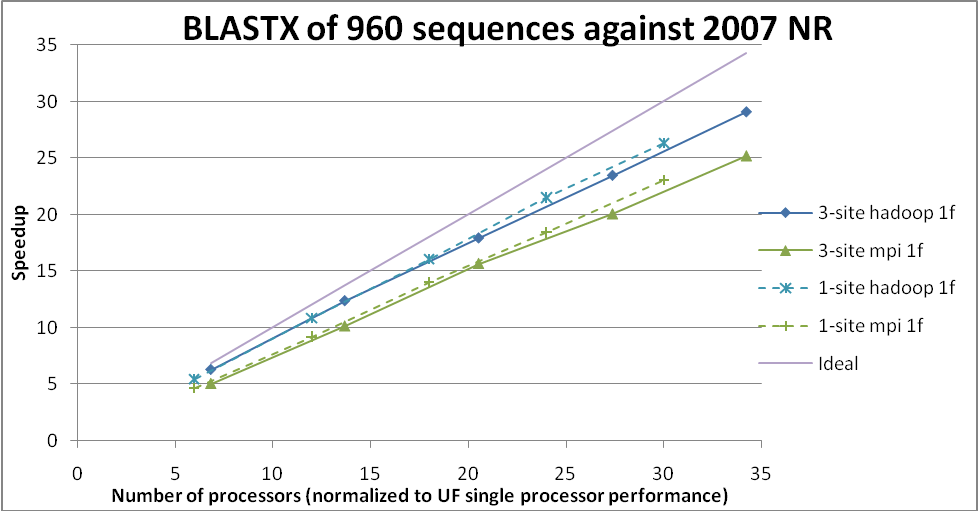 BLASTX of 960 sequences against 2007 NR
35
30
25
20
15
10
5
0
Speedup
0 5 10 15 20 25 30 35
Number of processors (normalized to UF single processor performance)
3-site hadoop 1f
3-site mpi 1f
1-site hadoop 1f
1-site mpi 1f
Ideal